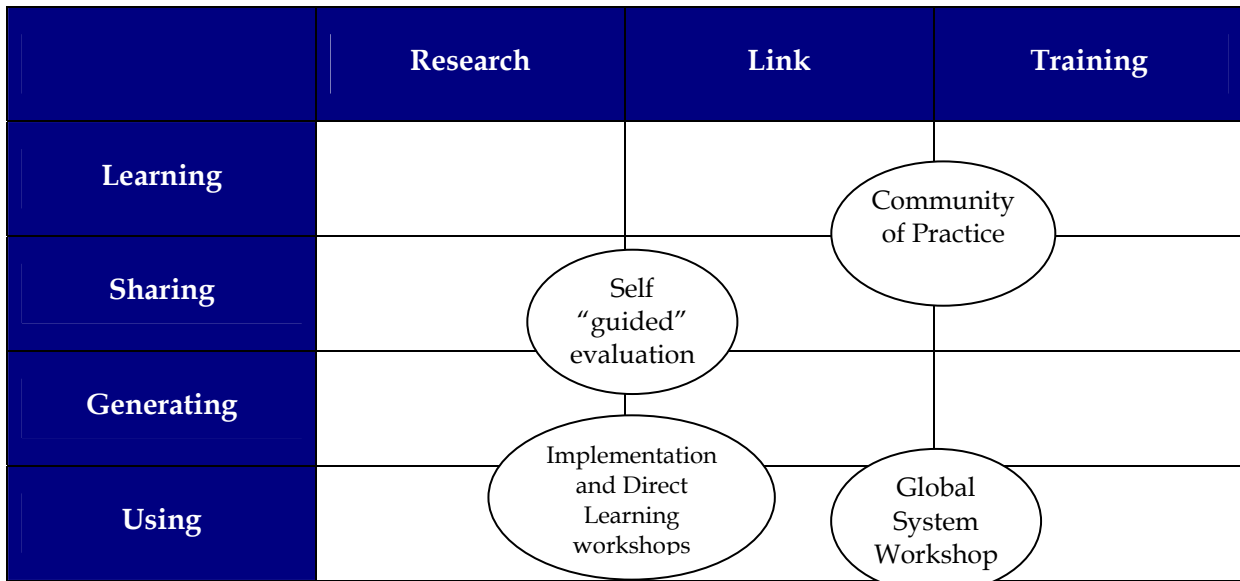 Research
Link
Training
Learning
Community
of Practice
Sharing
Self
“guided”
evaluation
Generating
Implementation
and Direct
Learning
workshops
Using
Global
System
Workshop